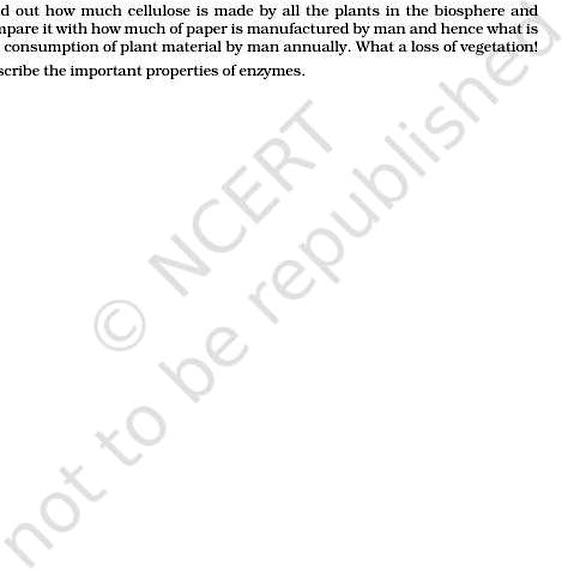 d out how much cellulose is made by all the plants in the biosphere and
mpare it with how much of paper is manufactured by man and hence what is
consumption of plant material by man annually. What a loss of vegetation!
scribe the important properties of enzymes.
© NCERT
not to be republished